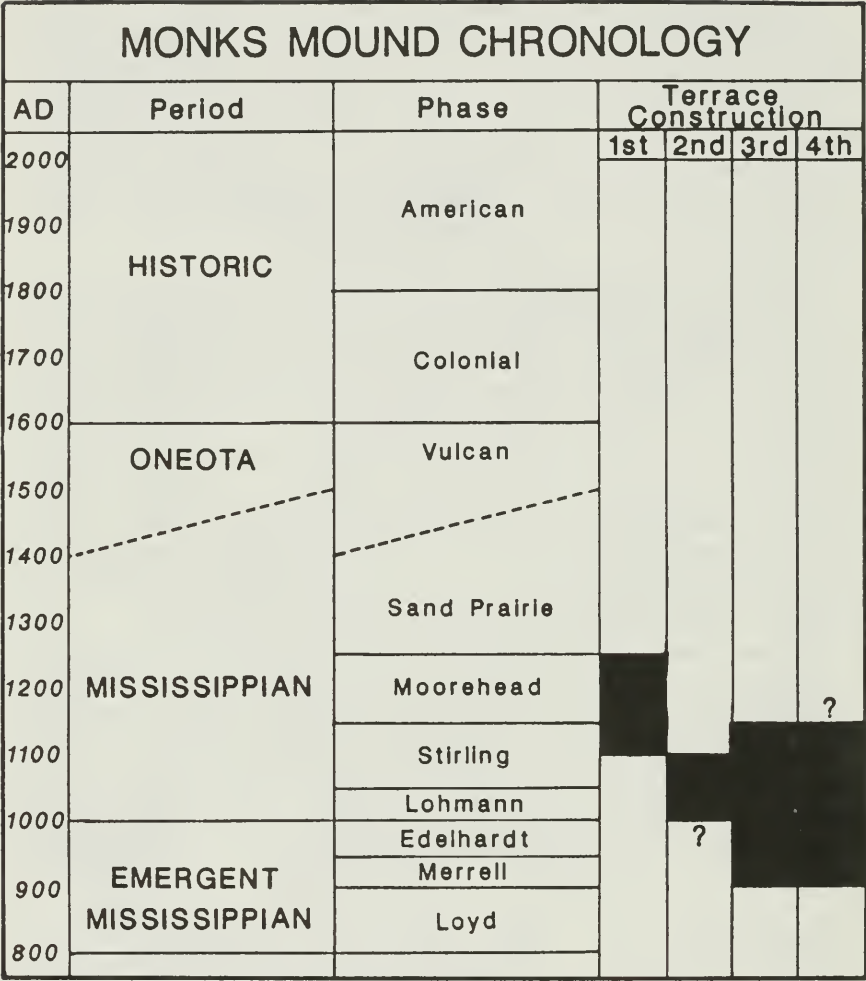 MONKS MOUND CHRONOLOGY
AD Period Phase Terrace Construction
1st 2nd 3rd 4th
2000
American
1900
HISTORIC
1800
1700 Colonial
1600
ONEOTA Vulcan
1500
1400
Sand Prairie
1300
1200 MISSISSIPPIAN Moorehead ?
1100 Stirling
Lohmann
1000
Edelhardt ?
Merrell
EMERGENT
900
MISSISSIPPIAN Loyd
800